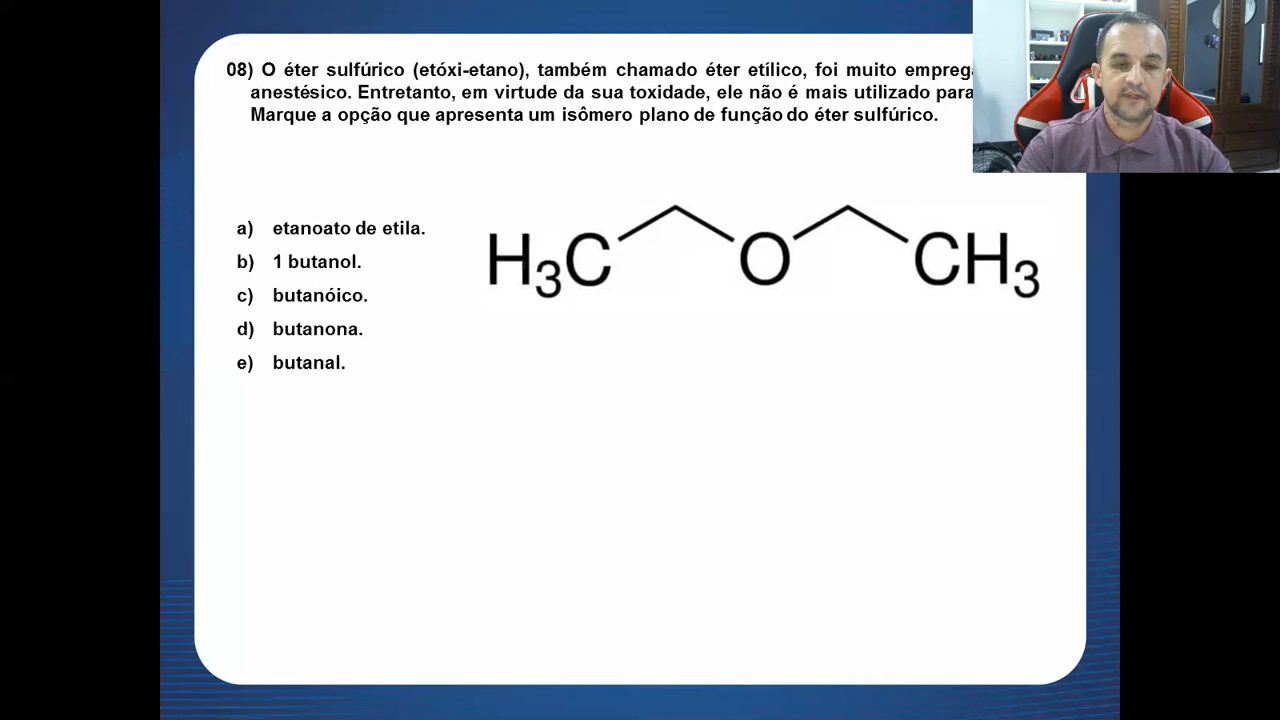 08) O éter sulfúrico (etóxi-etano), também chamado éter etílico, foi muito
anestésico. Entretanto, em virtude da sua toxidade, ele não é mais utilizado para
Marque a opção que apresenta um isômero plano de função do éter sulfúrico.
a) etanoato de etila.
b) 1 butanol.
c) butanóico.
d) butanona.
e) butanal.
H3C O CH3